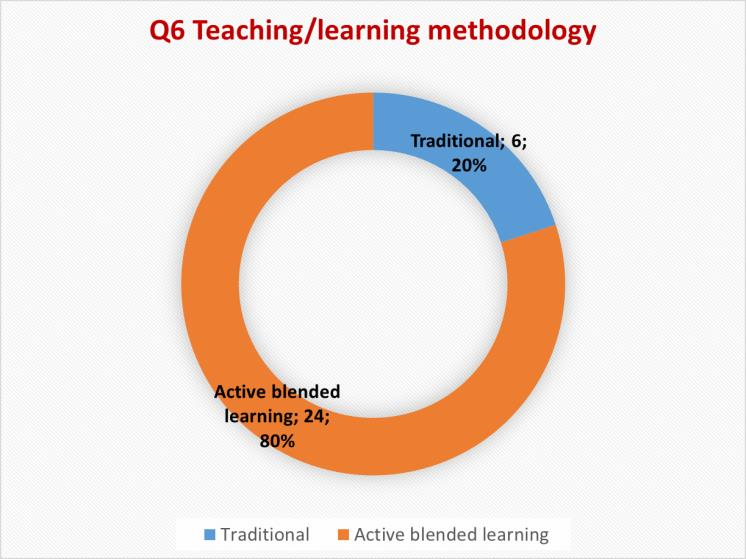 Q6 Teaching/learning methodology
Traditional; 6;
20%
Active blended
learning; 24;
80%
Traditional
Active blended learning